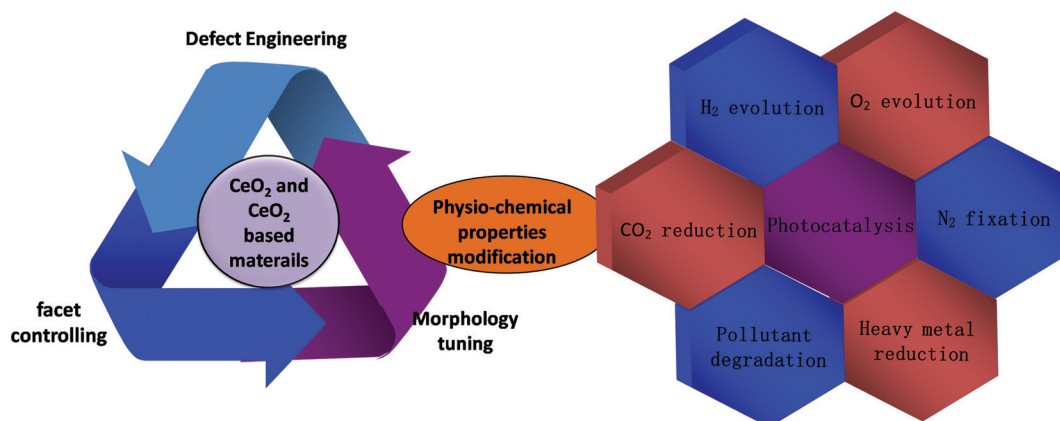 Defect Engineering
CeO₂ and
CeO₂
based
materails
facet
controlling
Morphology
tuning
Physio-chemical
properties
modification
H₂ evolution
O₂ evolution
CO₂ reduction
Photocatalysis
N₂ fixation
Pollutant
degradation
Heavy metal
reduction